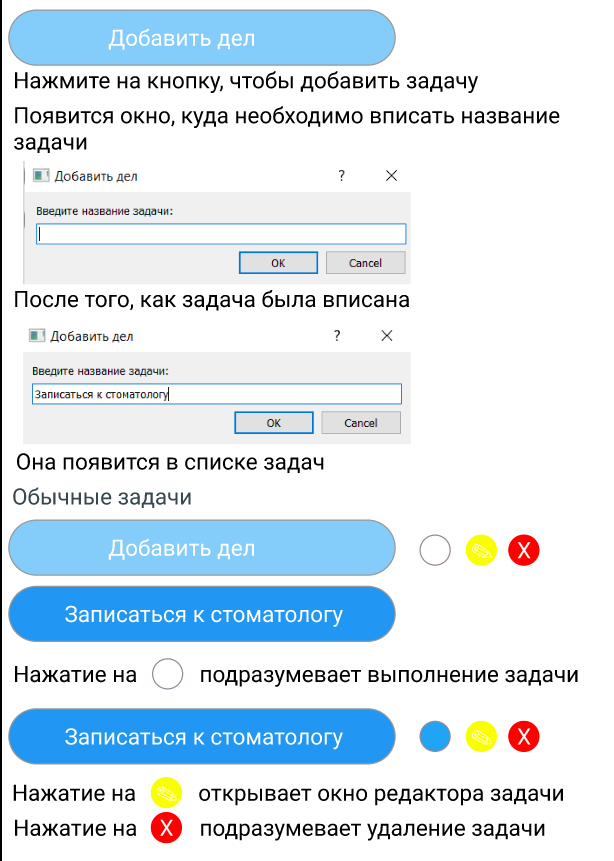 Добавить дел
Нажмите на кнопку, чтобы добавить задачу
Появится окно, куда необходимо вписать название
задачи
Добавить дел ?
Введите название задачи:
OK Cancel
После того, как задача была вписана
Добавить дел ?
Введите название задачи:
Записаться к стоматологу
OK Cancel
Она появится в списке задач
Обычные задачи
Добавить дел X
Записаться к стоматологу
Нажатие на подразумевает выполнение задачи
Записаться к стоматологу X
Нажатие на открывает окно редактора задачи
Нажатие на X подразумевает удаление задачи